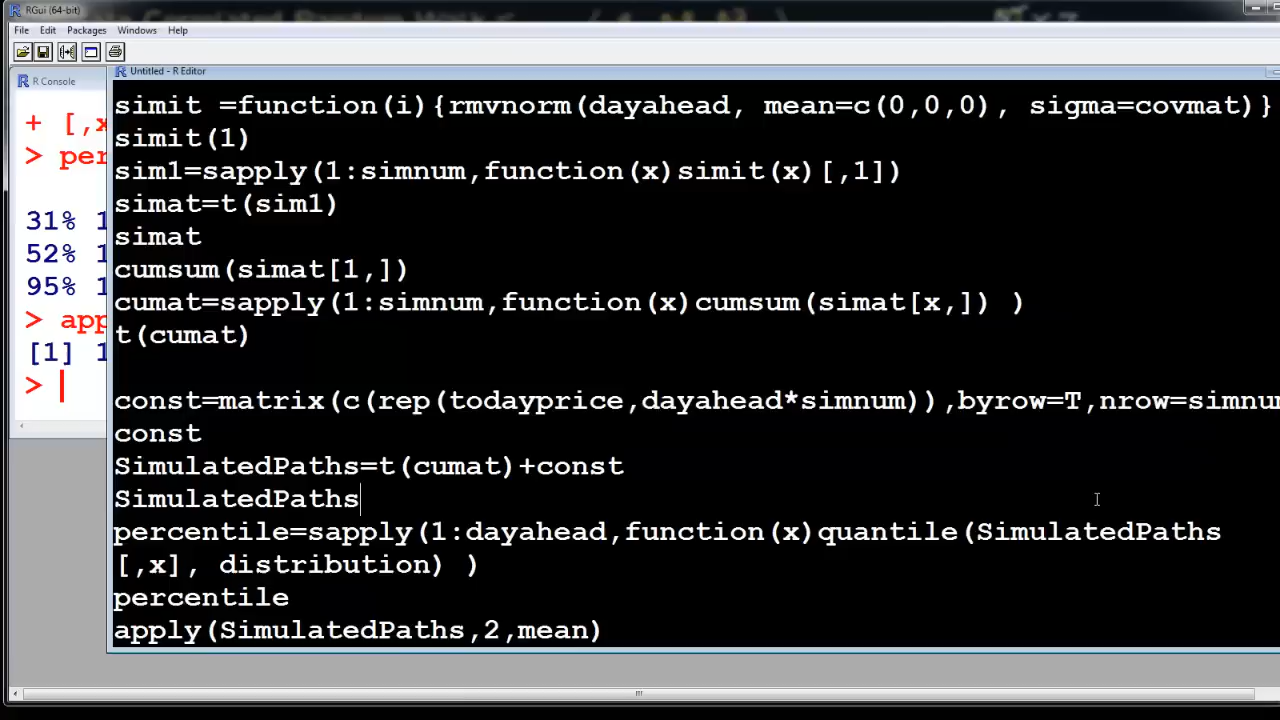 RGui (64-bit)
File Edit Packages Windows Help
R Console
Untitled - R Editor
+ [,x
> per
31% 1
52% 1
95% 1
> app
[1] 1
>
simit =function(i){rmvnorm(dayahead, mean=c(0,0,0), sigma=covmat)}
simit(1)
sim1=sapply(1:simnum,function(x)simit(x)[,1])
simat=t(sim1)
simat
cumsum(simat[1,])
cumat=sapply(1:simnum,function(x)cumsum(simat[x,]) )
t(cumat)
const=matrix(c(rep(todayprice,dayahead*simnum)),byrow=T,nrow=simnum
const
SimulatedPaths=t(cumat)+const
SimulatedPaths
percentile=sapply(1:dayahead,function(x)quantile(SimulatedPaths
[,x], distribution) )
percentile
apply(SimulatedPaths,2,mean)